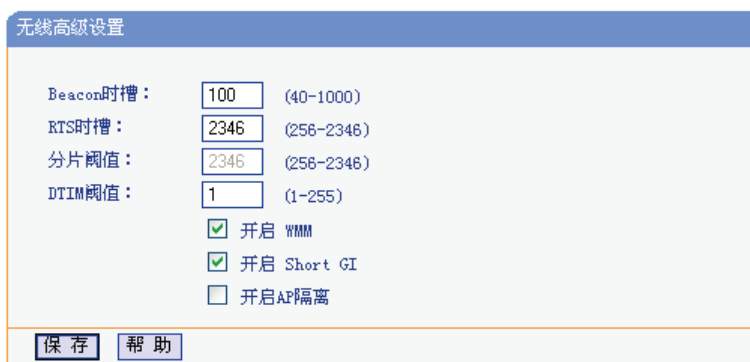 无线高级设置
Beacon时槽： 100 (40-1000)
RTS时槽： 2346 (256-2346)
分片阈值： 2346 (256-2346)
DTIM阈值： 1 (1-255)
开启 WMM
开启 Short GI
开启AP隔离
保 存 帮 助